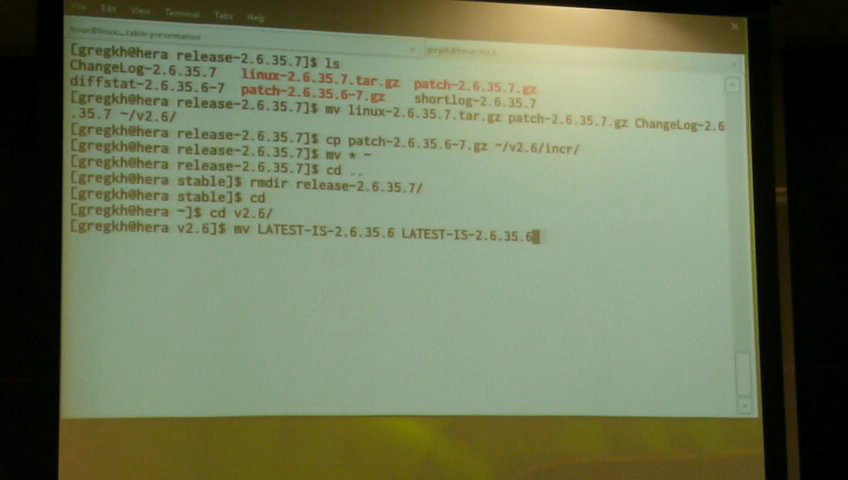 File Edit View Terminal Tabs Help
[gregkh@hera release-2.6.35.7]$ ls
ChangeLog-2.6.35.7 linux-2.6.35.7.tar.gz patch-2.6.35.7.gz
diffstat-2.6.35.6-7 patch-2.6.35.6-7.gz shortlog-2.6.35.7
[gregkh@hera release-2.6.35.7]$ mv linux-2.6.35.7.tar.gz patch-2.6.35.7.gz ChangeLog-2.6
.35.7 ~/v2.6/
[gregkh@hera release-2.6.35.7]$ cp patch-2.6.35.6-7.gz ~/v2.6/incr/
[gregkh@hera release-2.6.35.7]$ mv * ~
[gregkh@hera release-2.6.35.7]$ cd ..
[gregkh@hera stable]$ rmdir release-2.6.35.7/
[gregkh@hera stable]$ cd
[gregkh@hera ~]$ cd v2.6/
[gregkh@hera v2.6]$ mv LATEST-IS-2.6.35.6 LATEST-IS-2.6.35.6